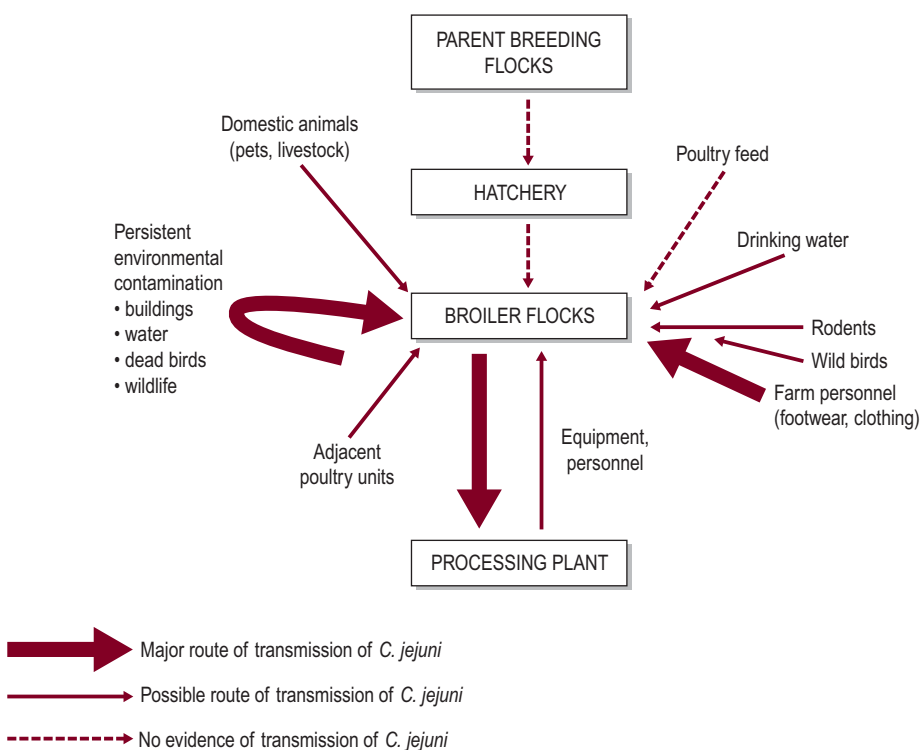 PARENT BREEDING
FLOCKS
Domestic animals
(pets, livestock)
Poultry feed
HATCHERY
Persistent
environmental
contamination
• buildings
• water
• dead birds
• wildlife
Drinking water
BROILER FLOCKS
Rodents
Wild birds
Farm personnel
(footwear, clothing)
Adjacent
poultry units
Equipment,
personnel
PROCESSING PLANT
Major route of transmission of C. jejuni
Possible route of transmission of C. jejuni
No evidence of transmission of C. jejuni